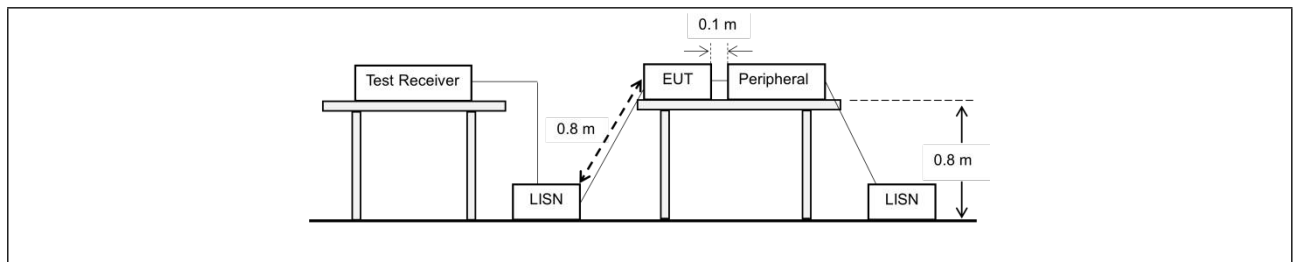 0.1 m
Test Receiver
EUT
Peripheral
0.8 m
0.8 m
LISN
LISN